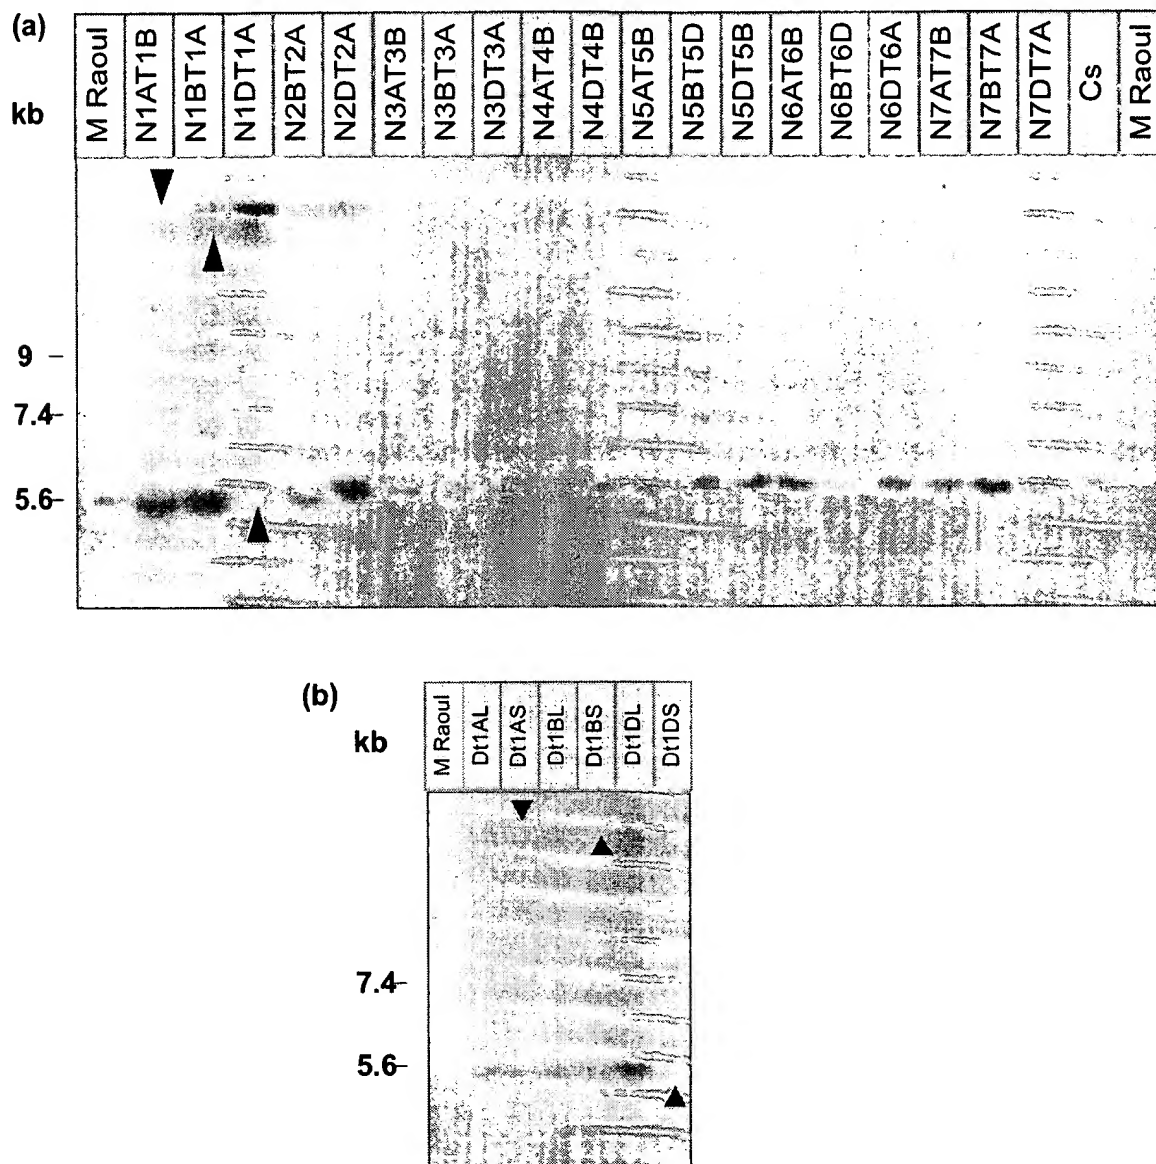 (a)
kb
M Raoul
N1AT1B
N1BT1A
N1DT1A
N2BT2A
N2DT2A
N3AT3B
N3BT3A
N3DT3A
N4AT4B
N4DT4B
N5AT5B
N5BT5D
N5DT5B
N6AT6B
N6BT6D
N6DT6A
N7AT7B
N7BT7A
N7DT7A
Cs
M Raoul
9
7.4
5.6
(b)
kb
M Raoul
Dt1AL
Dt1AS
Dt1BL
Dt1BS
Dt1DL
Dt1DS
7.4
5.6